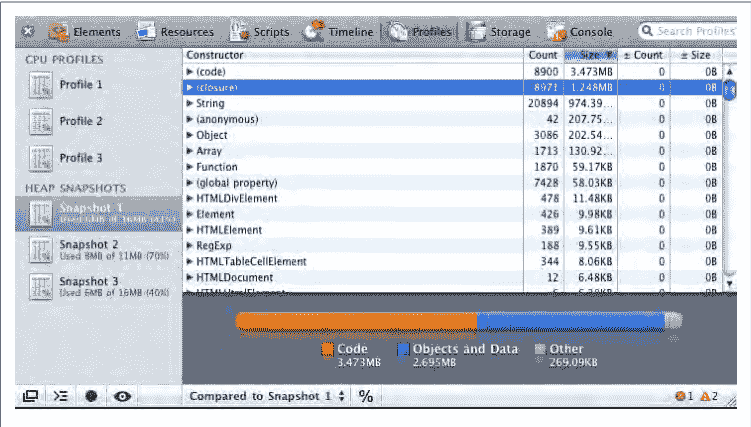 Elements Resources Scripts Timeline Profiles Storage Console Search Profiles
CPU PROFILES
Profile 1
Profile 2
Profile 3
HEAP SNAPSHOTS
Snapshot 1
Snapshot 2
Used 8MB of 11MB (70%)
Snapshot 3
Used 6MB of 16MB (40%)
Constructor Count Size ± Count ± Size
(code) 8900 3.473MB 0 0B
(closure) 8971 1.248MB 0 0B
String 20894 974.39... 0 0B
(anonymous) 42 207.75... 0 0B
Object 3086 202.54... 0 0B
Array 1713 130.92... 0 0B
Function 1870 59.17KB 0 0B
(global property) 7428 58.03KB 0 0B
HTMLDivElement 478 11.48KB 0 0B
Element 426 9.98KB 0 0B
HTMLElement 389 9.61KB 0 0B
RegExp 188 9.55KB 0 0B
HTMLTableCellElement 344 8.06KB 0 0B
HTMLDocument 12 6.48KB 0 0B
Code Objects and Data Other
3.473MB 2.695MB 269.09KB
Compared to Snapshot 1 % 1 2